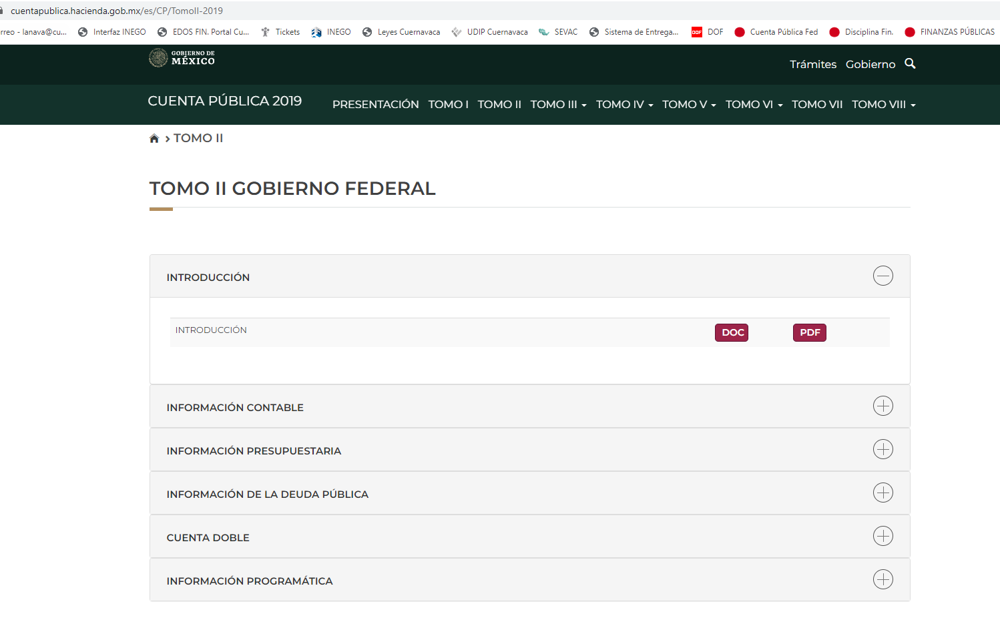 cuentapublica.hacienda.gob.mx/es/CP/TomoII-2019
rreo - lanava@cu... Interfaz INEGO EDOS FIN. Portal Cu... Tickets INEGO Leyes Cuernavaca UDIP Cuernavaca SEVAC Sistema de Entrega... DOF DOF Cuenta Pública Fed Disciplina Fin. FINANZAS PÚBLICAS
GOBIERNO DE
MÉXICO
Trámites Gobierno
CUENTA PÚBLICA 2019 PRESENTACIÓN TOMO I TOMO II TOMO III TOMO IV TOMO V TOMO VI TOMO VII TOMO VIII
> TOMO II
TOMO II GOBIERNO FEDERAL
INTRODUCCIÓN
INTRODUCCIÓN DOC PDF
INFORMACIÓN CONTABLE
INFORMACIÓN PRESUPUESTARIA
INFORMACIÓN DE LA DEUDA PÚBLICA
CUENTA DOBLE
INFORMACIÓN PROGRAMÁTICA